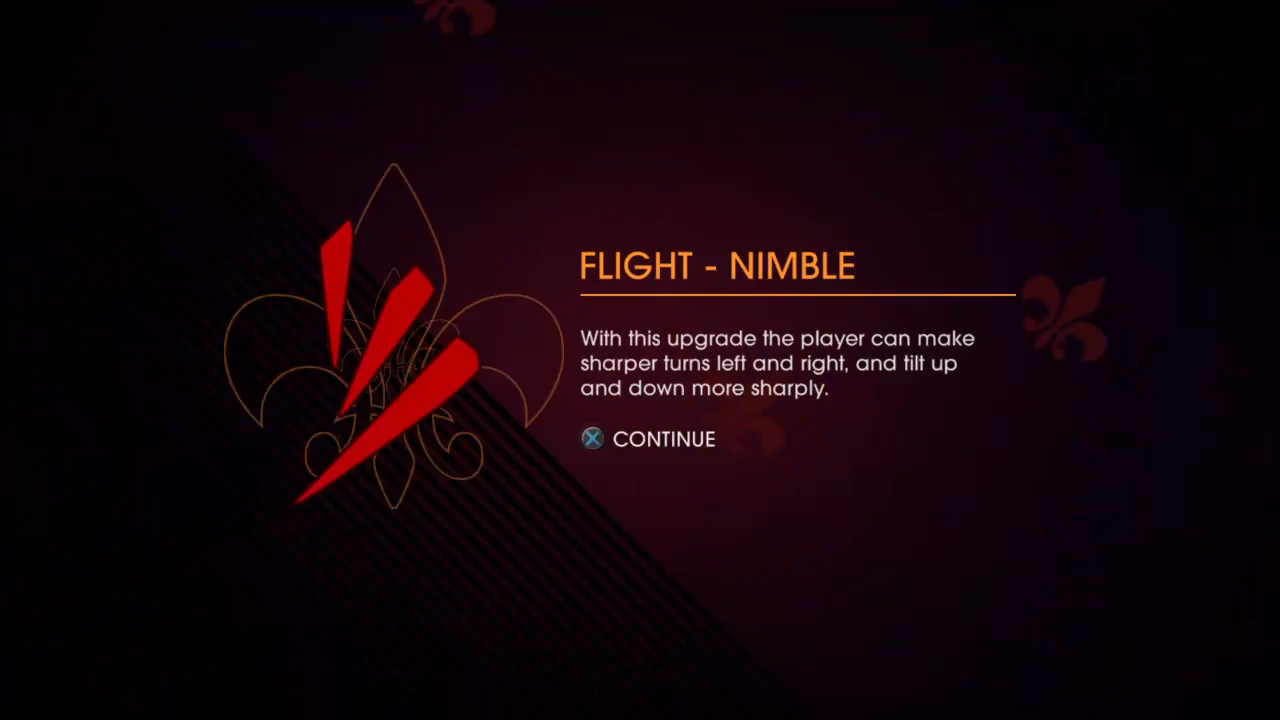 FLIGHT - NIMBLE
With this upgrade the player can make
sharper turns left and right, and tilt up
and down more sharply.
CONTINUE